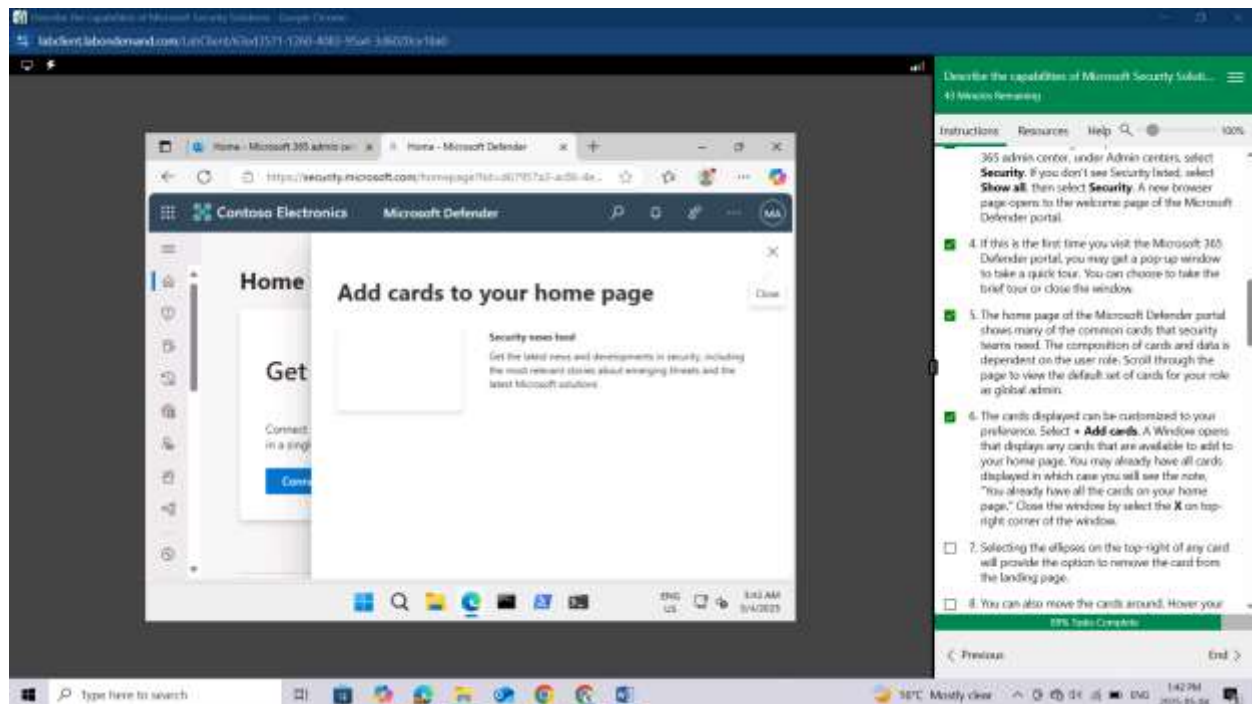 Describe the capabilities of Microsoft Security Solutions - Google Chrome
labclient.labondemand.com/LabClient/
Describe the capabilities of Microsoft Security Soluti...
43 Minutes Remaining
Instructions Resources Help 100%
Home - Microsoft 365 admin cen
Home - Microsoft Defender
https://security.microsoft.com/homepage?tid=
Contoso Electronics Microsoft Defender MA
Home
Get
Connect
in a singl
Conne
Add cards to your home page
Close
Security news feed
Get the latest news and developments in security, including
the most relevant stories about emerging threats and the
latest Microsoft solutions
ENG
US
5:42 AM
5/4/2025
365 admin center, under Admin centers, select
Security. If you don't see Security listed, select
Show all, then select Security. A new browser
page opens to the welcome page of the Microsoft
Defender portal.
4. If this is the first time you visit the Microsoft 365
Defender portal, you may get a pop-up window
to take a quick tour. You can choose to take the
brief tour or close the window.
5. The home page of the Microsoft Defender portal
shows many of the common cards that security
teams need. The composition of cards and data is
dependent on the user role. Scroll through the
page to view the default set of cards for your role
as global admin.
6. The cards displayed can be customized to your
preference. Select + Add cards. A Window opens
that displays any cards that are available to add to
your home page. You may already have all cards
displayed in which case you will see the note,
"You already have all the cards on your home
page." Close the window by select the X on top-
right corner of the window.
7. Selecting the ellipses on the top-right of any card
will provide the option to remove the card from
the landing page.
8. You can also move the cards around. Hover your
89% Tasks Complete
< Previous End >
Type here to search
16°C Mostly clear
ENG
1:42 PM
2025-05-04